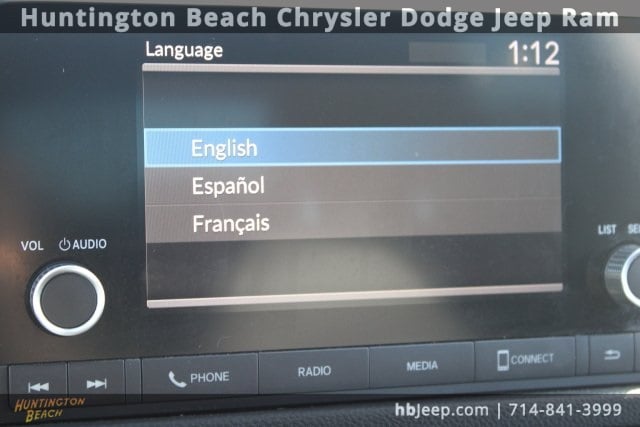 Huntington Beach Chrysler Dodge Jeep Ram
Language 1:12
English
Español
Français
VOL AUDIO
LIST
PHONE RADIO MEDIA CONNECT
HUNTINGTON BEACH
hbjeep.com | 714-841-3999